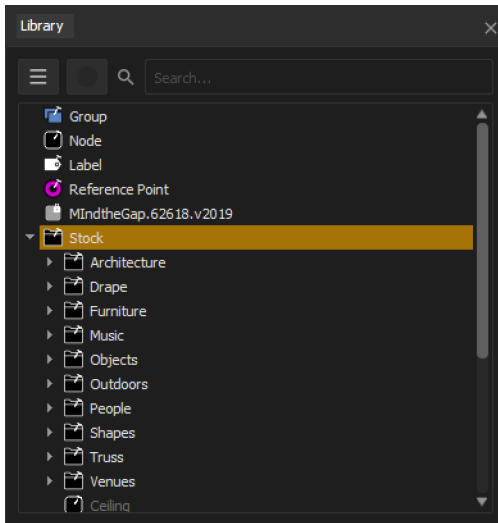 Library
Search...
Group
Node
Label
Reference Point
MIndtheGap.62618.v2019
Stock
Architecture
Drape
Furniture
Music
Objects
Outdoors
People
Shapes
Truss
Venues
Ceiling